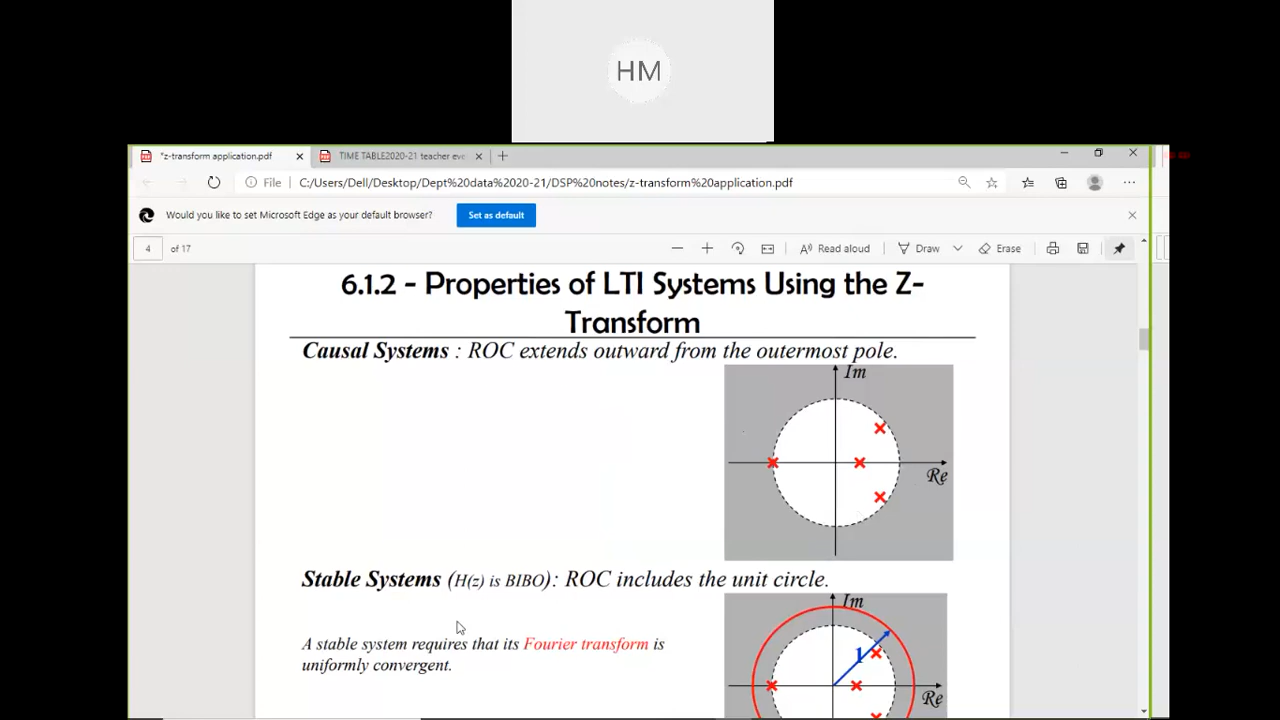 HM
*z-transform application.pdf
TIME TABLE2020-21 teacher eve
File
C:/Users/Dell/Desktop/Dept%20data%2020-21/DSP%20notes/z-transform%20application.pdf
Would you like to set Microsoft Edge as your default browser?
Set as default
4 of 17
Read aloud
Draw
Erase
6.1.2 - Properties of LTI Systems Using the Z-
Transform
Causal Systems : ROC extends outward from the outermost pole.
Im
Re
Stable Systems (H(z) is BIBO): ROC includes the unit circle.
Im
A stable system requires that its Fourier transform is
uniformly convergent.
1
Re